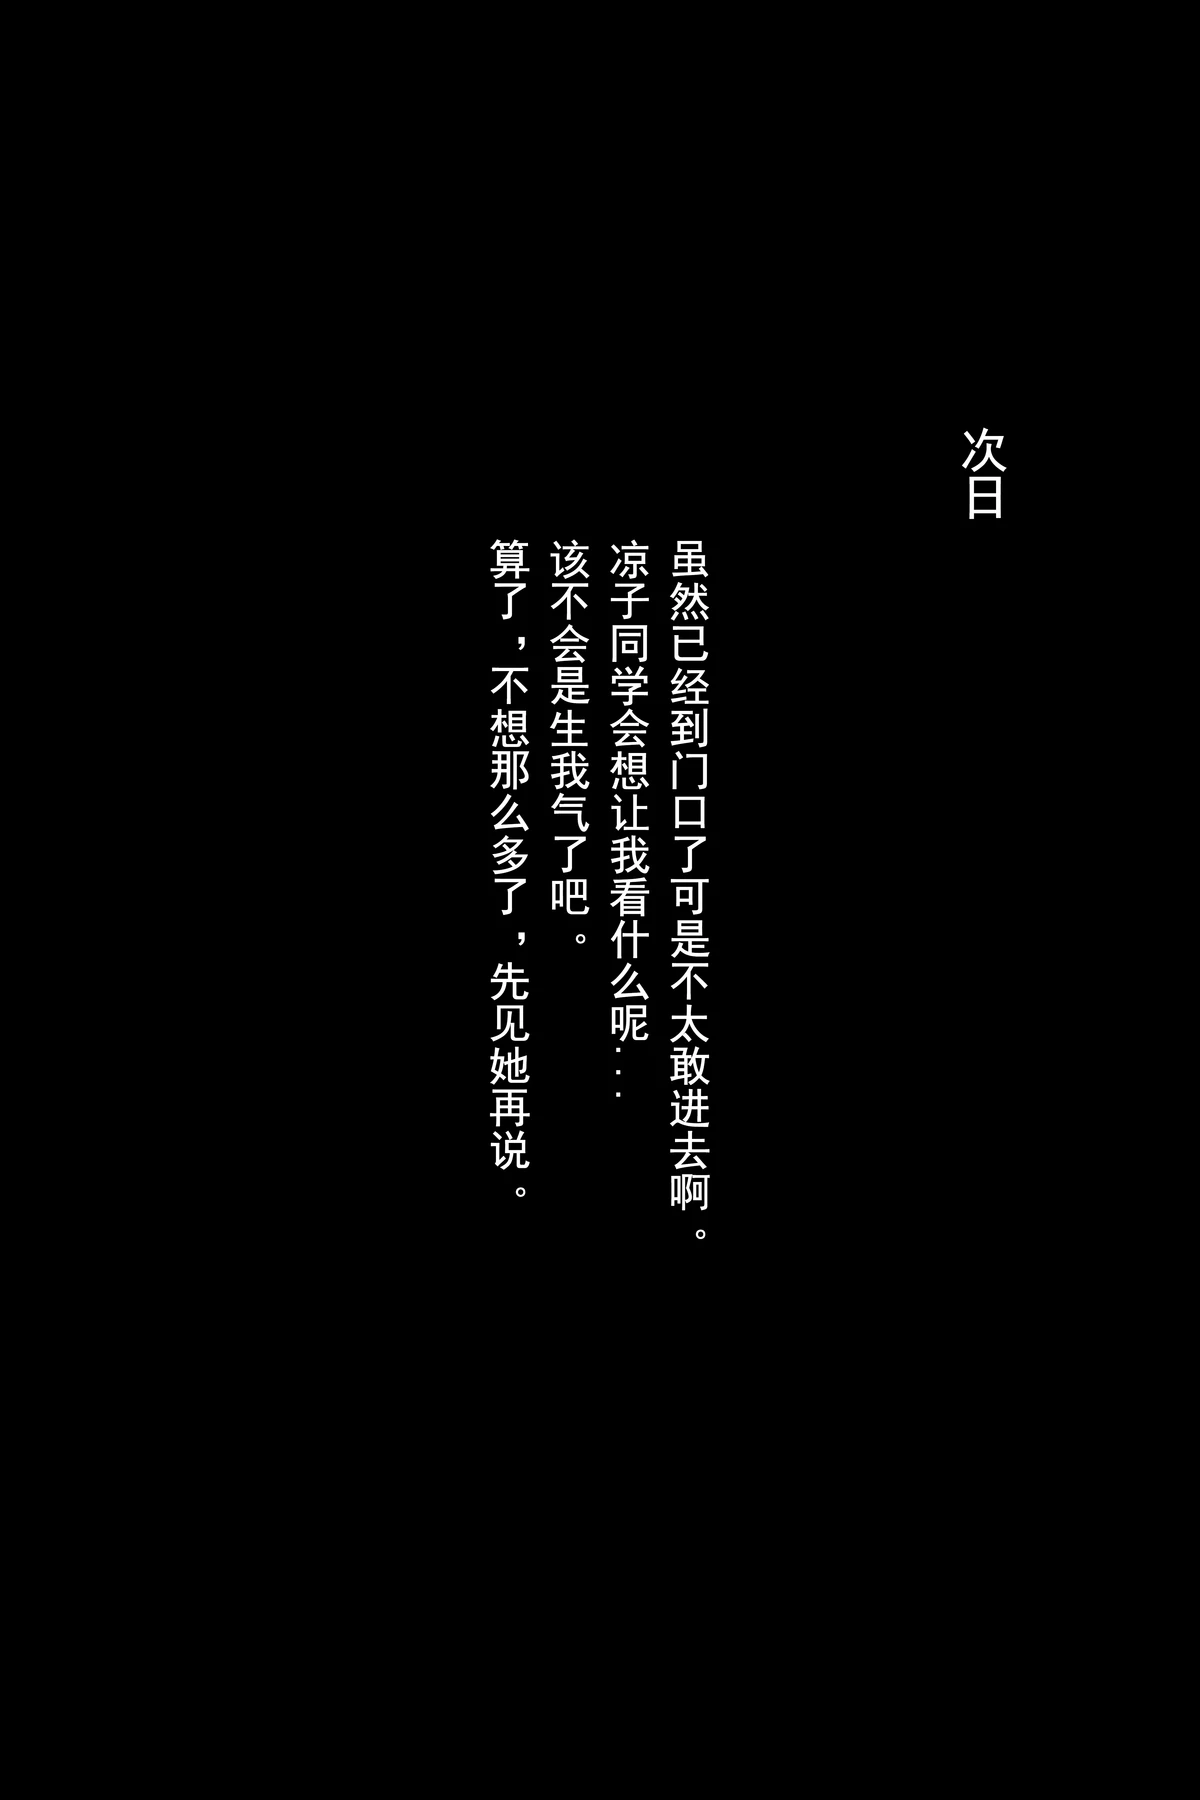 次日
虽然已经到门口了可是不太敢进去啊。
凉子同学会想让我看什么呢...
该不会是生我气了吧。
算了，不想那么多了，先见她再说。